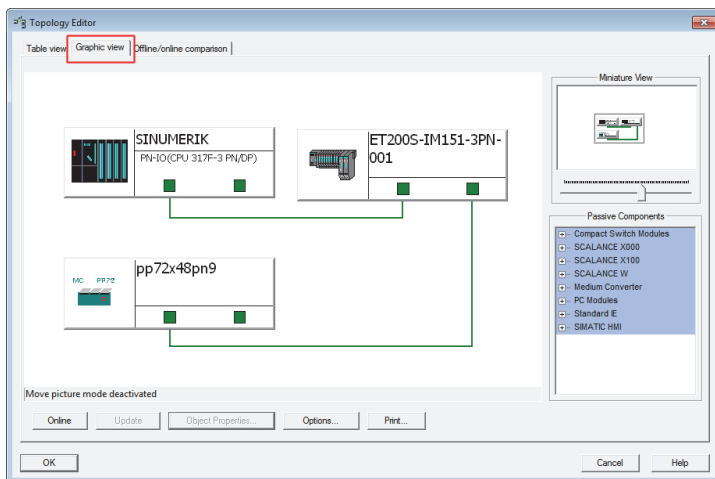 Topology Editor
Table view
Graphic view
Offline/online comparison
SINUMERIK
PN-IO(CPU 317F-3 PN/DP)
ET200S-IM151-3PN-
001
MC PP72
pp72x48pn9
Miniature View
Passive Components
Compact Switch Modules
SCALANCE X000
SCALANCE X100
SCALANCE W
Medium Converter
PC Modules
Standard IE
SIMATIC HMI
Move picture mode deactivated
Online
Update
Object Properties...
Options...
Print...
OK
Cancel
Help